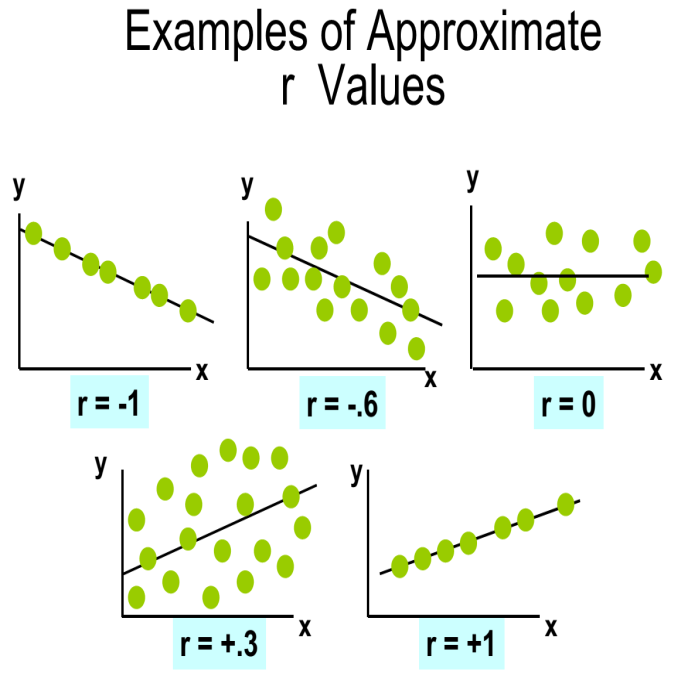 Examples of Approximate
r Values
y
y
y
x
x
x
r = -1
r = -.6
r = 0
y
y
x
x
r = +.3
r = +1